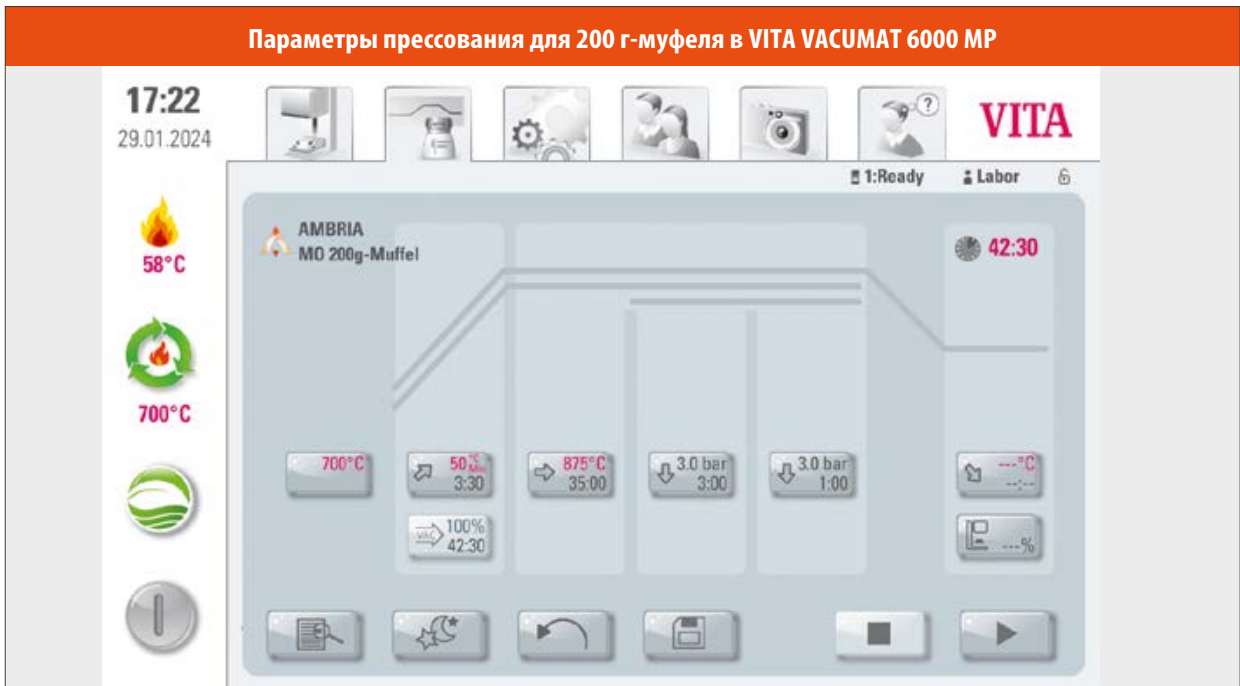 Параметры прессования для 200 г-муфеля в VITA VACUMAT 6000 MP
17:22
29.01.2024
?
VITA
1:Ready
Labor
AMBRIA
MO 200g-Muffel
42:30
58°C
700°C
700°C
50 °C/Min
3:30
875°C
35:00
3.0 bar
3:00
3.0 bar
1:00
---°C
--:--
VAC
100%
42:30
---%